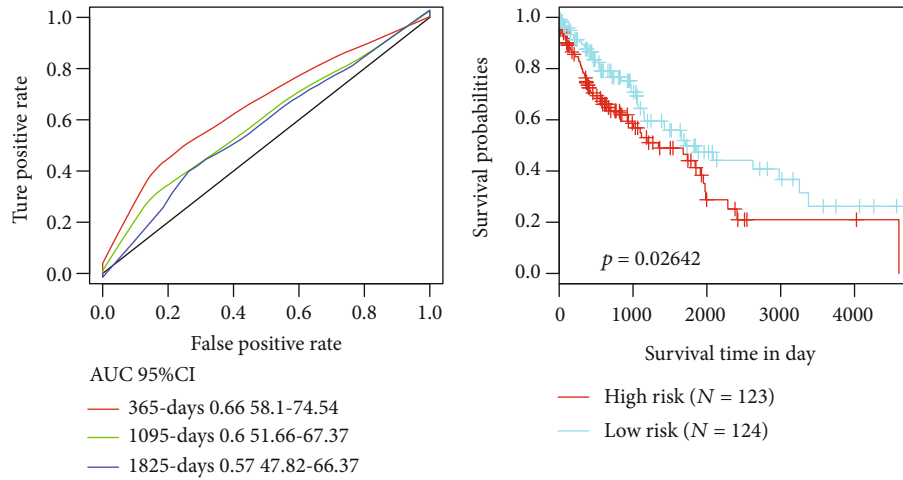 Ture positive rate
1.0
0.8
0.6
0.4
0.2
0.0
0.0 0.2 0.4 0.6 0.8 1.0
False positive rate
AUC 95%CI
365-days 0.66 58.1-74.54
1095-days 0.6 51.66-67.37
1825-days 0.57 47.82-66.37
Survival probabilities
1.0
0.8
0.6
0.4
0.2
0.0
p = 0.02642
0 1000 2000 3000 4000
Survival time in day
High risk (N = 123)
Low risk (N = 124)